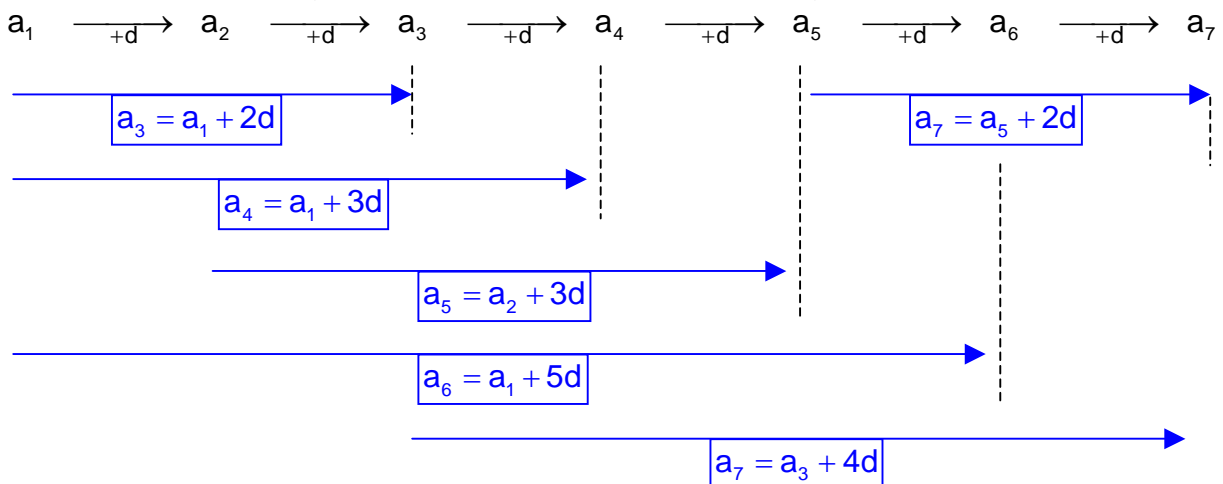 a₁ →+d a₂ →+d a₃ →+d a₄ →+d a₅ →+d a₆ →+d a₇
a₃ = a₁ + 2d
a₇ = a₅ + 2d
a₄ = a₁ + 3d
a₅ = a₂ + 3d
a₆ = a₁ + 5d
a₇ = a₃ + 4d